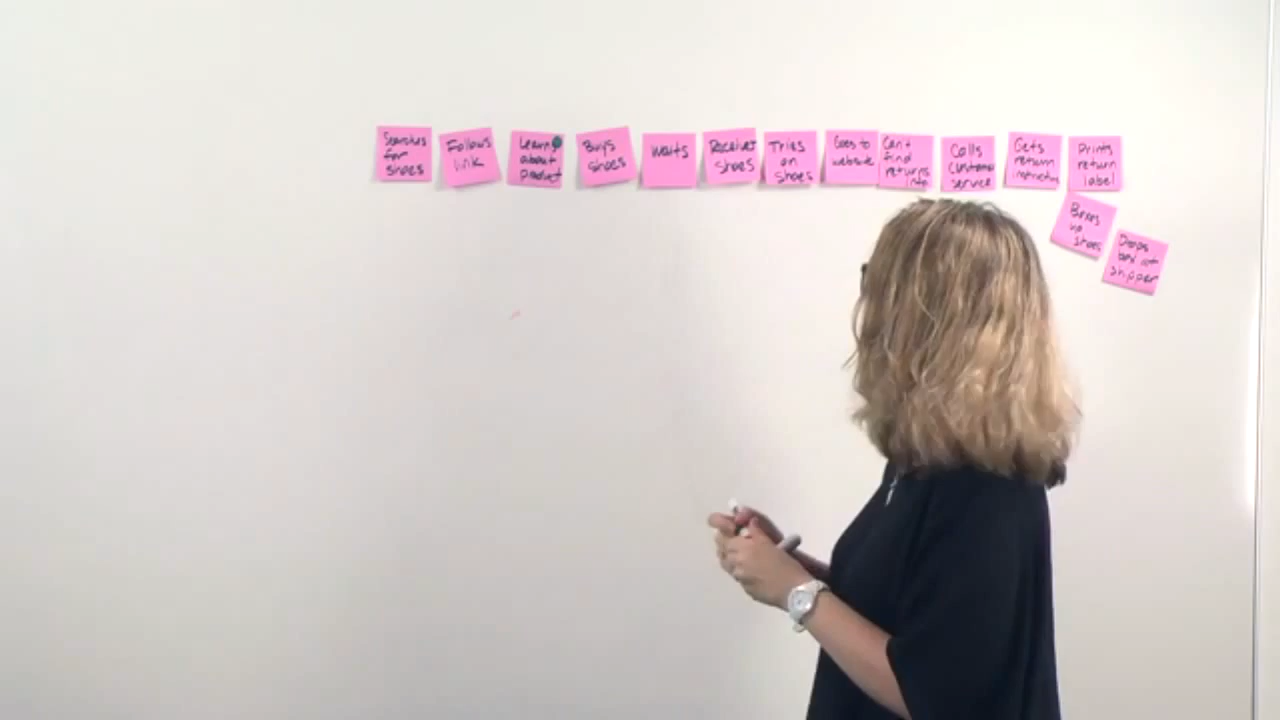 Searches
for
shoes
Follows
link
Learns
about
product
Buys
shoes
waits
Receives
shoes
Tries
on
shoes
Goes to
website
Can't
find
returns
info
Calls
Customer
service
Gets
return
instructions
Prints
return
label
Boxes
up
shoes
Drops
box at
shipper